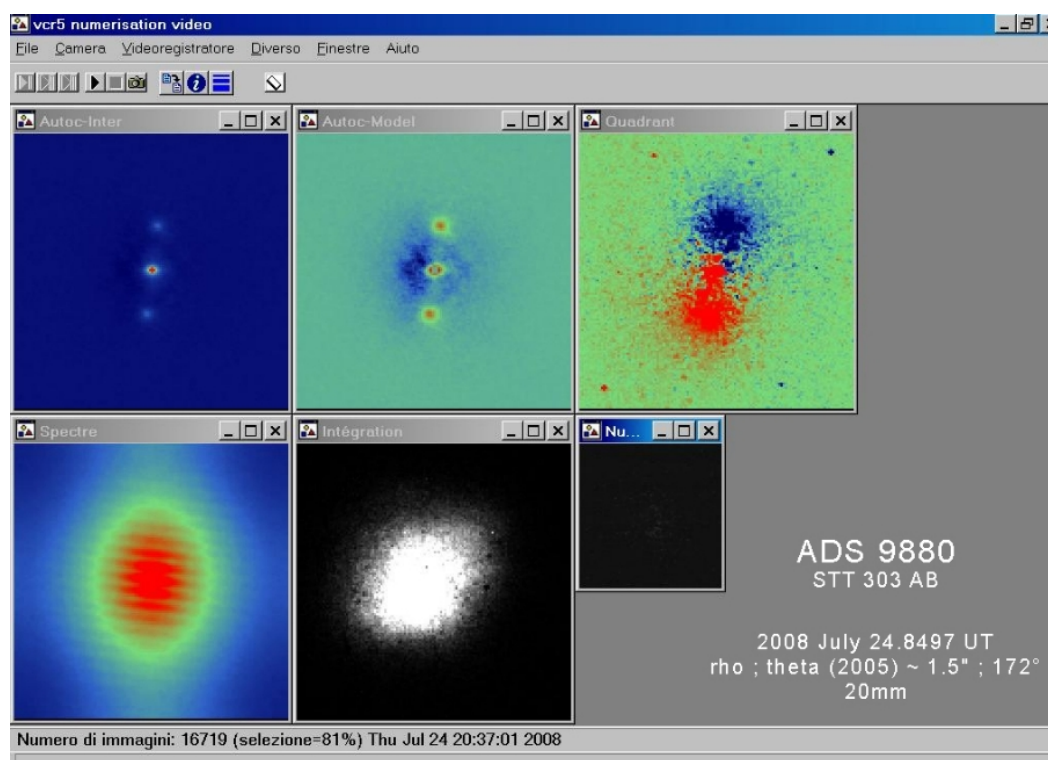 vcr5 numerisation video
File Camera Videoregistratore Diverso Finestre Aiuto
Autoc-Inter
Autoc-Model
Quadrant
Spectre
Intégration
Nu...
ADS 9880
STT 303 AB
2008 July 24.8497 UT
rho ; theta (2005) ~ 1.5" ; 172°
20mm
Numero di immagini: 16719 (selezione=81%) Thu Jul 24 20:37:01 2008